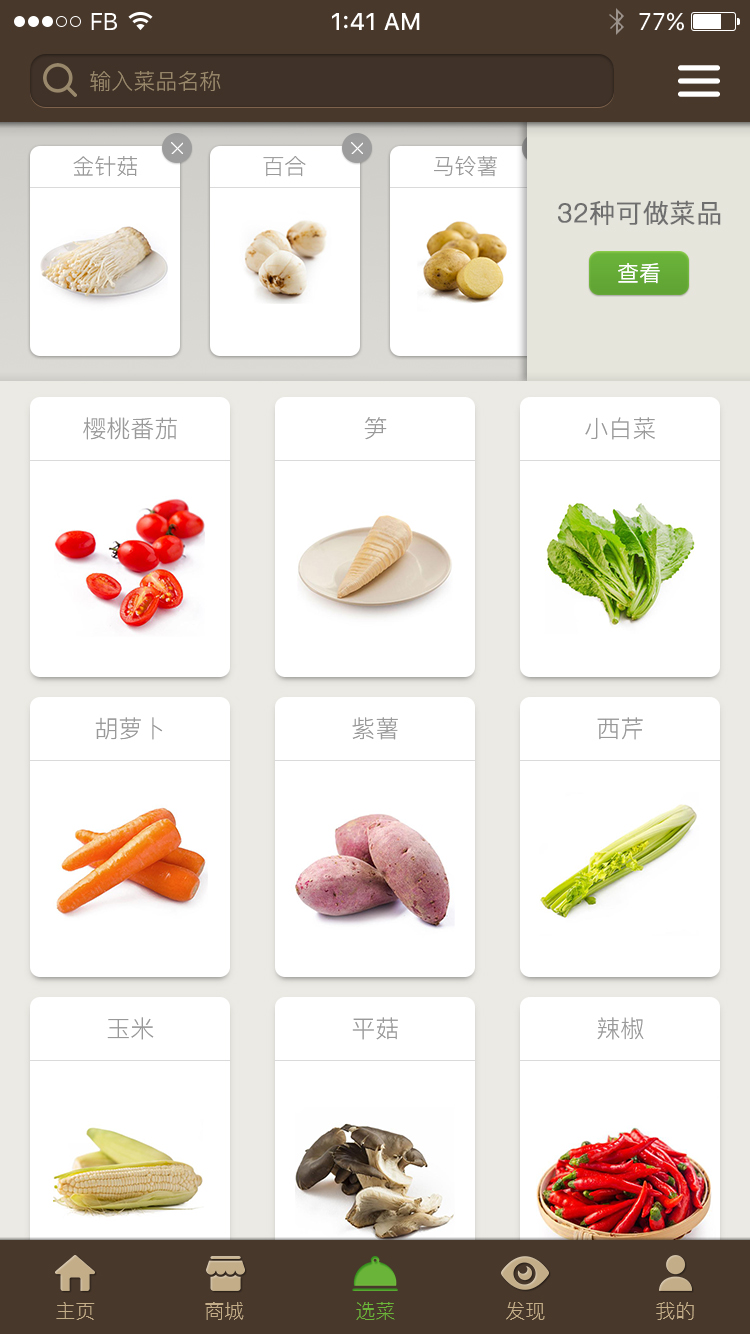 FB 1:41 AM 77%
输入菜品名称
金针菇 百合 马铃薯
32种可做菜品
查看
樱桃番茄 笋 小白菜
胡萝卜 紫薯 西芹
玉米 平菇 辣椒
主页 商城 选菜 发现 我的